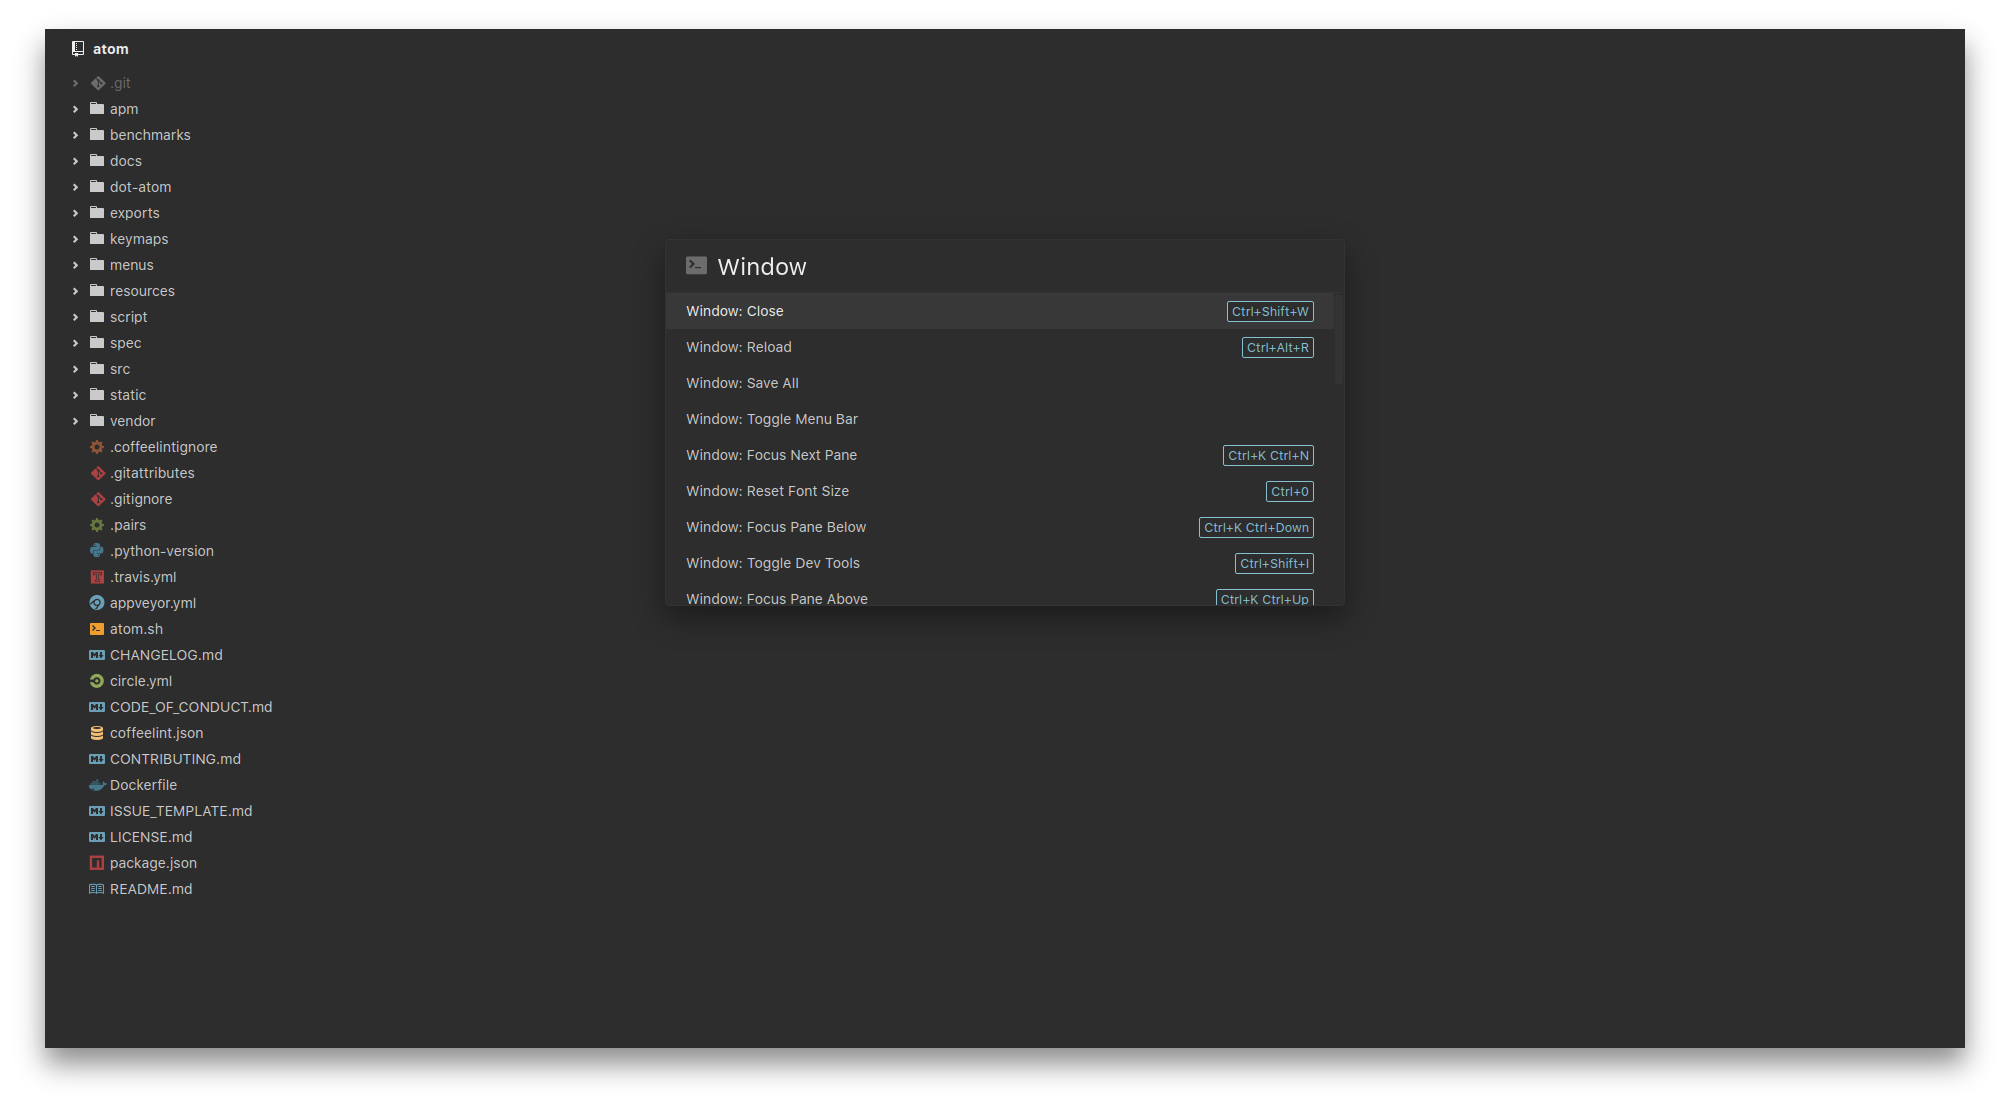 atom
.git
apm
benchmarks
docs
dot-atom
exports
keymaps
menus
resources
script
spec
src
static
vendor
.coffeelintignore
.gitattributes
.gitignore
.pairs
.python-version
.travis.yml
appveyor.yml
atom.sh
CHANGELOG.md
circle.yml
CODE_OF_CONDUCT.md
coffeelint.json
CONTRIBUTING.md
Dockerfile
ISSUE_TEMPLATE.md
LICENSE.md
package.json
README.md
Window
Window: Close Ctrl+Shift+W
Window: Reload Ctrl+Alt+R
Window: Save All
Window: Toggle Menu Bar
Window: Focus Next Pane Ctrl+K Ctrl+N
Window: Reset Font Size Ctrl+0
Window: Focus Pane Below Ctrl+K Ctrl+Down
Window: Toggle Dev Tools Ctrl+Shift+I
Window: Focus Pane Above Ctrl+K Ctrl+Up